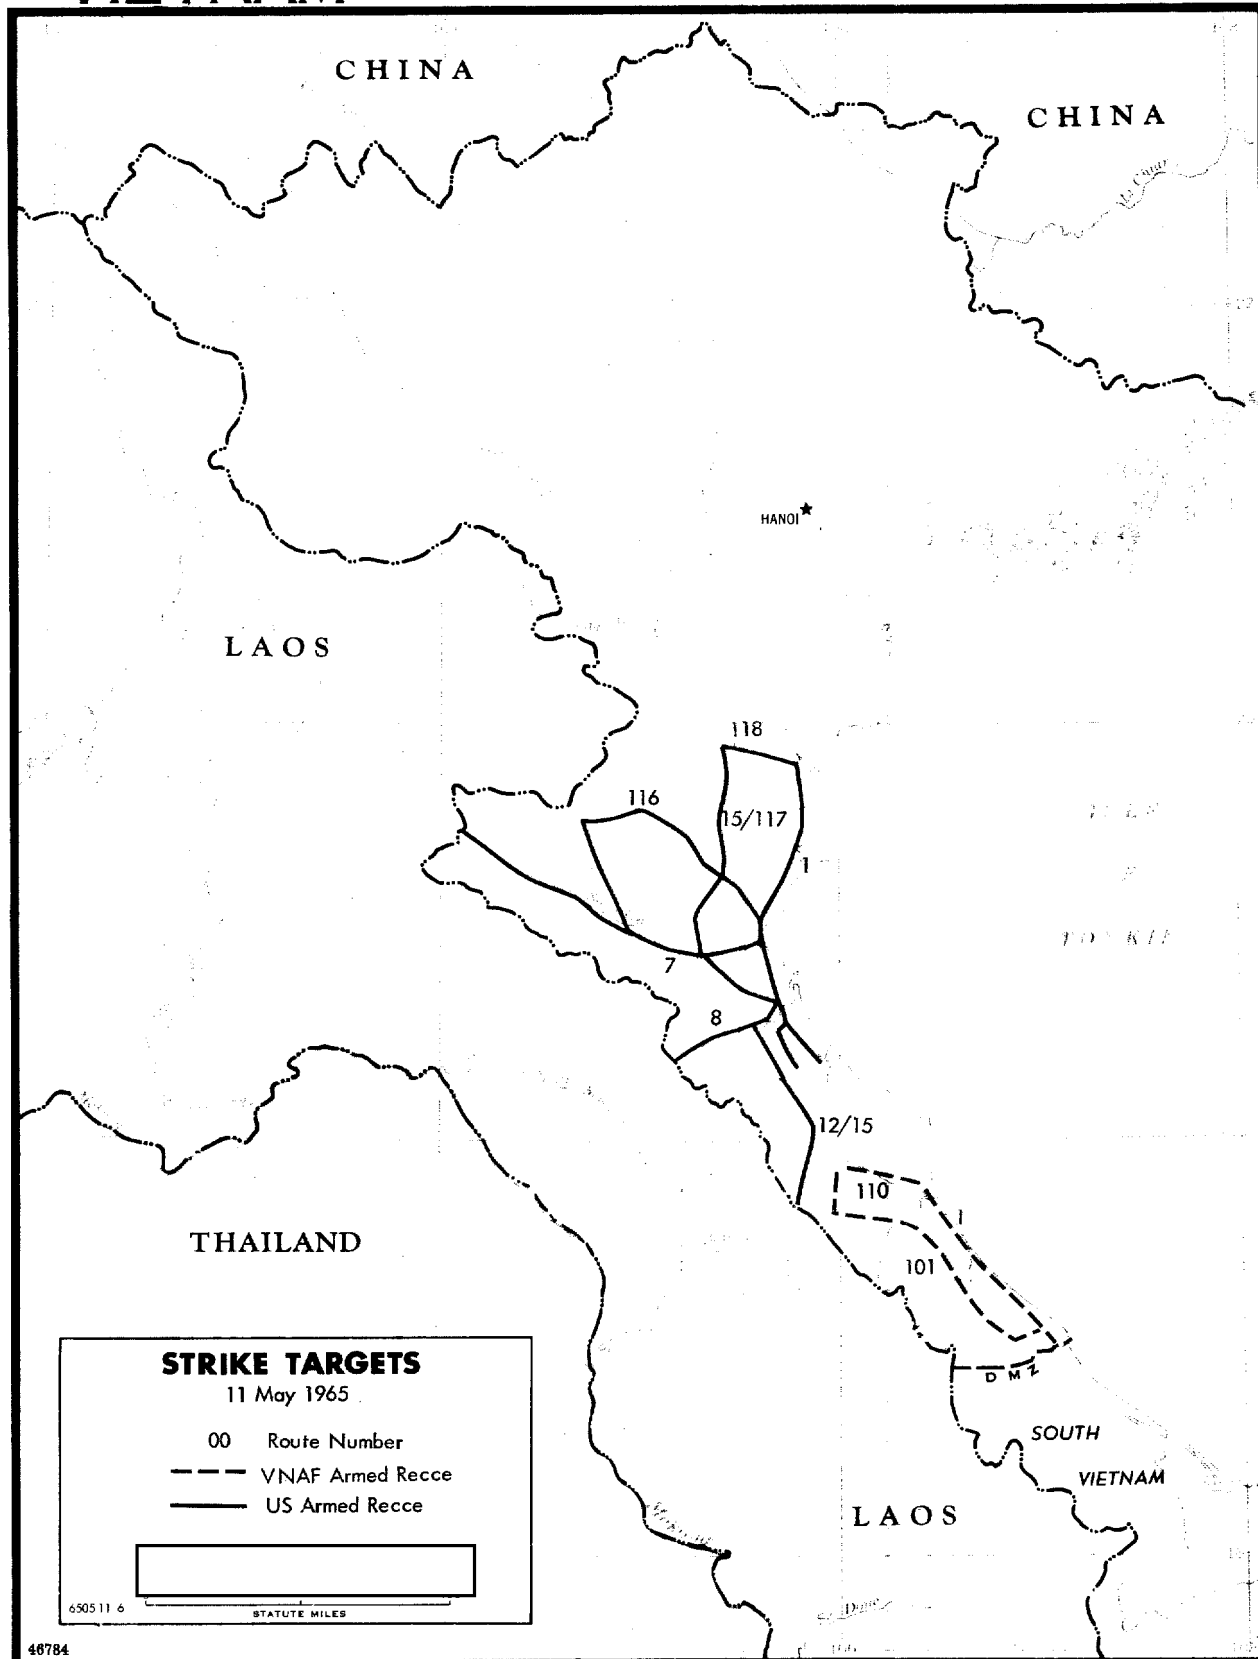 CHINA
CHINA
HANOI
LAOS
118
116
15/117
1
7
8
12/15
110
1
101
THAILAND
DMZ
SOUTH
VIETNAM
LAOS
STRIKE TARGETS
11 May 1965
00 Route Number
VNAF Armed Recce
US Armed Recce
STATUTE MILES
650511 6
46784